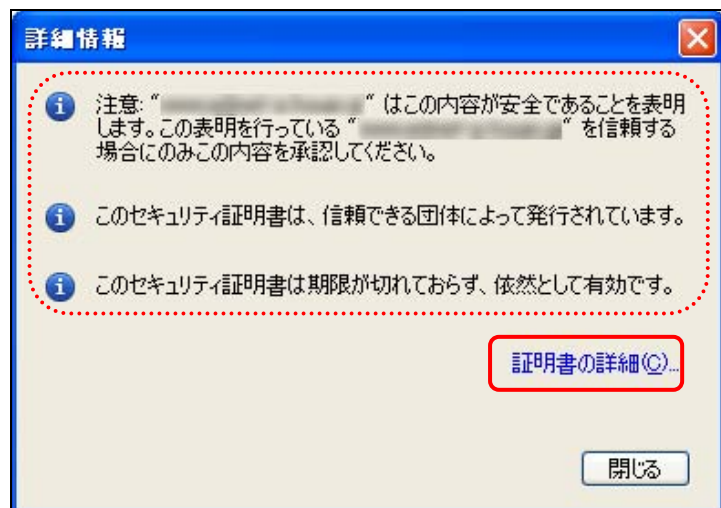 詳細情報
注意: “ ” はこの内容が安全であることを表明
します。この表明を行っている “ ” を信頼する
場合にのみこの内容を承認してください。
このセキュリティ証明書は、信頼できる団体によって発行されています。
このセキュリティ証明書は期限が切れておらず、依然として有効です。
証明書の詳細(C)...
閉じる